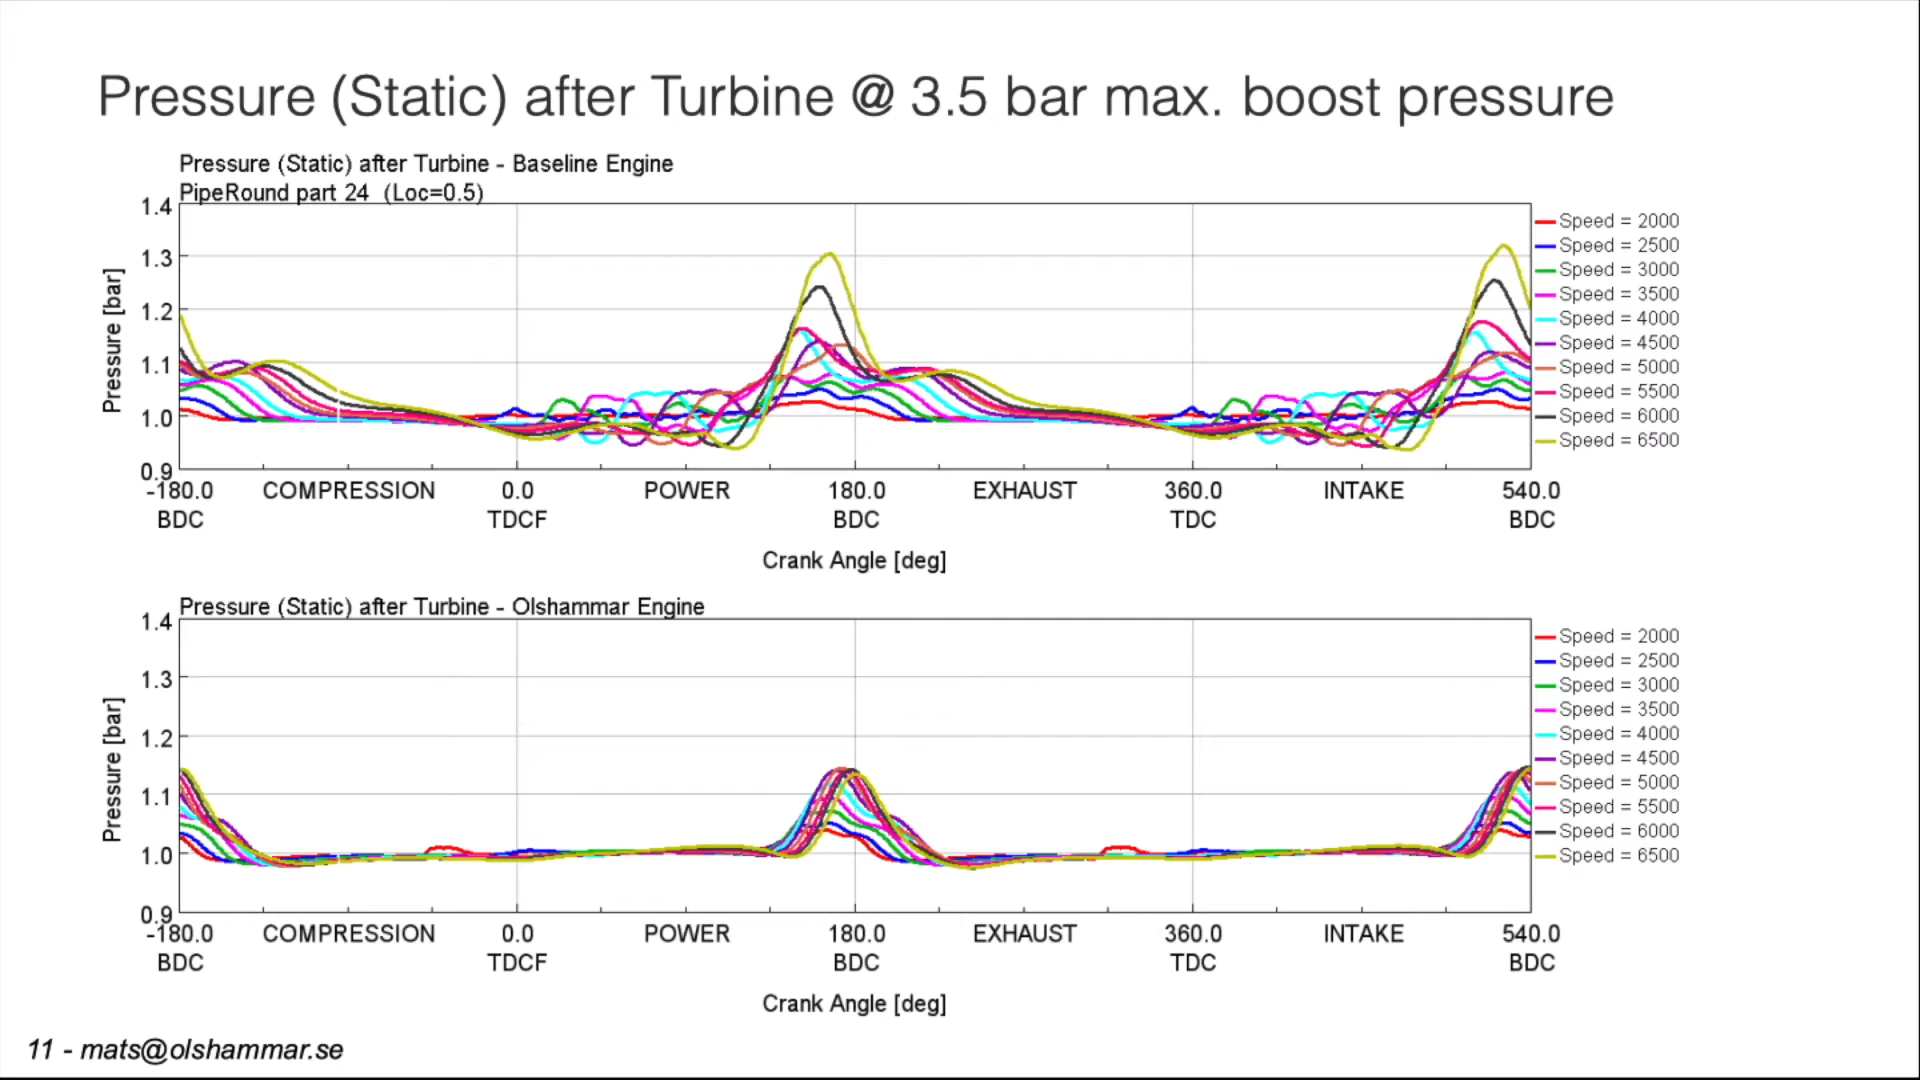 Pressure (Static) after Turbine @ 3.5 bar max. boost pressure
Pressure (Static) after Turbine - Baseline Engine
PipeRound part 24 (Loc=0.5)
Pressure [bar]
1.4
1.3
1.2
1.1
1.0
0.9
Speed = 2000
Speed = 2500
Speed = 3000
Speed = 3500
Speed = 4000
Speed = 4500
Speed = 5000
Speed = 5500
Speed = 6000
Speed = 6500
-180.0 COMPRESSION 0.0 POWER 180.0 EXHAUST 360.0 INTAKE 540.0
BDC TDCF BDC TDC BDC
Crank Angle [deg]
Pressure (Static) after Turbine - Olshammar Engine
Pressure [bar]
1.4
1.3
1.2
1.1
1.0
0.9
Speed = 2000
Speed = 2500
Speed = 3000
Speed = 3500
Speed = 4000
Speed = 4500
Speed = 5000
Speed = 5500
Speed = 6000
Speed = 6500
-180.0 COMPRESSION 0.0 POWER 180.0 EXHAUST 360.0 INTAKE 540.0
BDC TDCF BDC TDC BDC
Crank Angle [deg]
11 - mats@olshammar.se